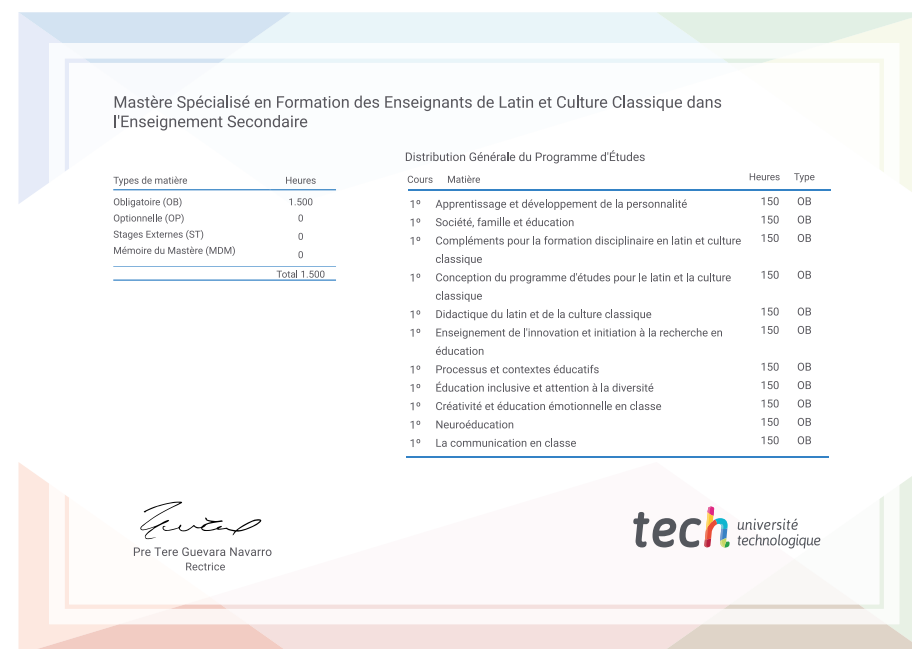 Mastère Spécialisé en Formation des Enseignants de Latin et Culture Classique dans
l'Enseignement Secondaire
Types de matière Heures
Obligatoire (OB) 1.500
Optionnelle (OP) 0
Stages Externes (ST) 0
Mémoire du Mastère (MDM) 0
Total 1.500
Distribution Générale du Programme d'Études
Cours Matière Heures Type
1º Apprentissage et développement de la personnalité 150 OB
1º Société, famille et éducation 150 OB
1º Compléments pour la formation disciplinaire en latin et culture 150 OB
classique
1º Conception du programme d'études pour le latin et la culture 150 OB
classique
1º Didactique du latin et de la culture classique 150 OB
1º Enseignement de l'innovation et initiation à la recherche en 150 OB
éducation
1º Processus et contextes éducatifs 150 OB
1º Éducation inclusive et attention à la diversité 150 OB
1º Créativité et éducation émotionnelle en classe 150 OB
1º Neuroéducation 150 OB
1º La communication en classe 150 OB
Pre Tere Guevara Navarro
Rectrice
tech université
technologique